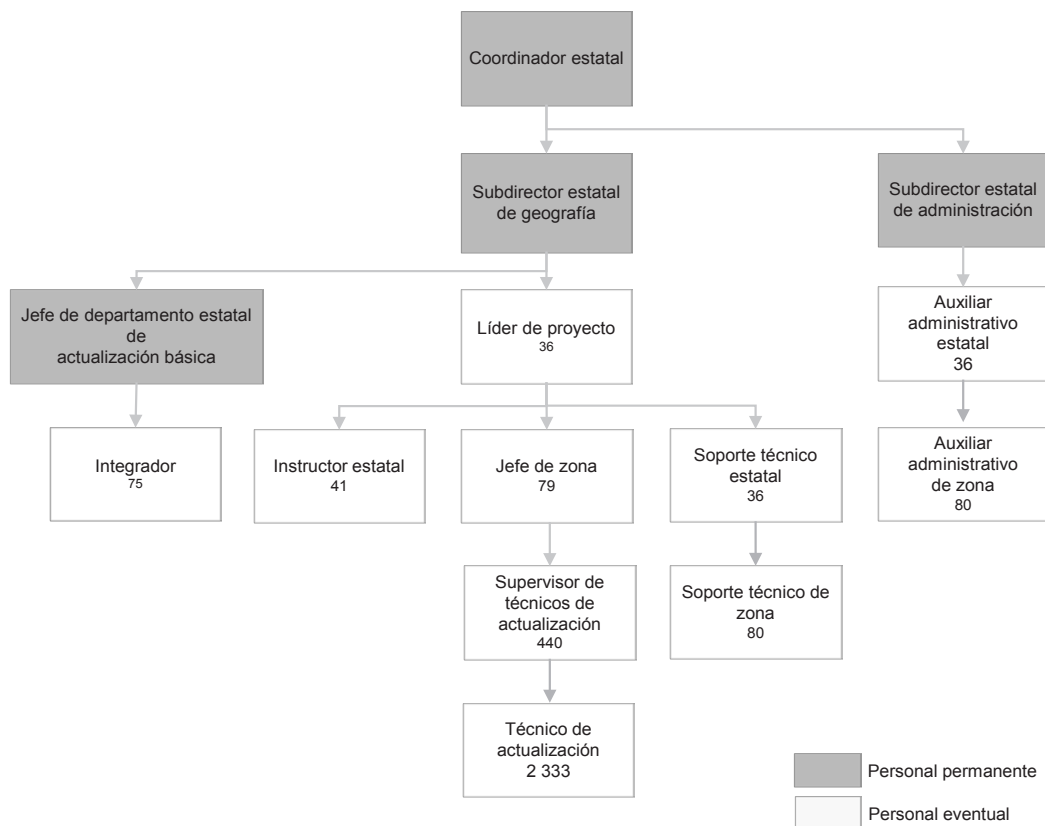 Coordinador estatal
Subdirector estatal
de geografía
Subdirector estatal
de administración
Jefe de departamento estatal
de
actualización básica
Líder de proyecto
36
Auxiliar
administrativo
estatal
36
Integrador
75
Instructor estatal
41
Jefe de zona
79
Soporte técnico
estatal
36
Auxiliar
administrativo
de zona
80
Supervisor de
técnicos de
actualización
440
Soporte técnico de
zona
80
Técnico de
actualización
2 333
Personal permanente
Personal eventual